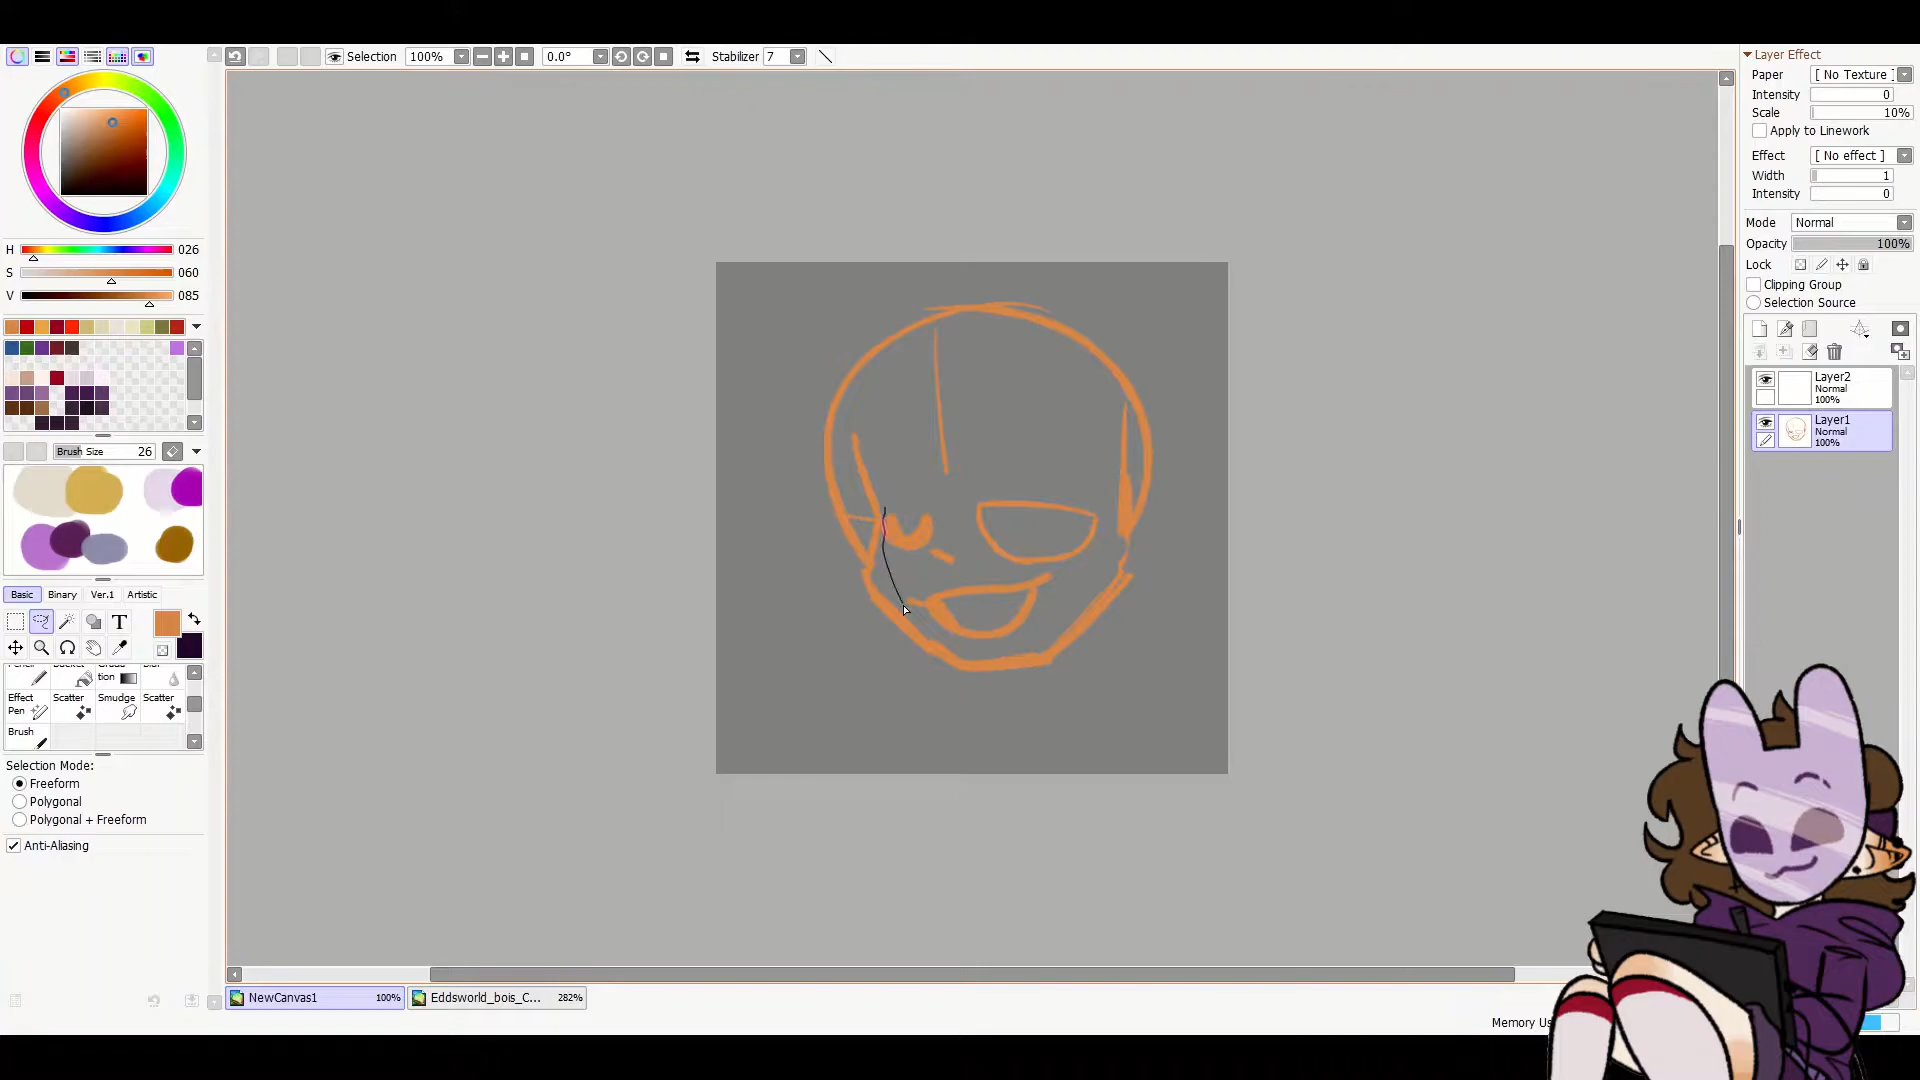 Selection 100% 0.0° Stabilizer 7
Layer Effect
Paper [ No Texture ]
Intensity 0
Scale 10%
Apply to Linework
Effect [ No effect ]
Width 1
Intensity 0
Mode Normal
Opacity 100%
Lock
Clipping Group
Selection Source
Layer2
Normal
100%
Layer1
Normal
100%
H 026
S 060
V 085
Brush Size 26
Basic Binary Ver.1 Artistic
T
tion
Effect Pen
Scatter
Smudge
Scatter
Brush
Selection Mode:
Freeform
Polygonal
Polygonal + Freeform
Anti-Aliasing
NewCanvas1 100%
Eddsworld_bois_C... 282%
Memory